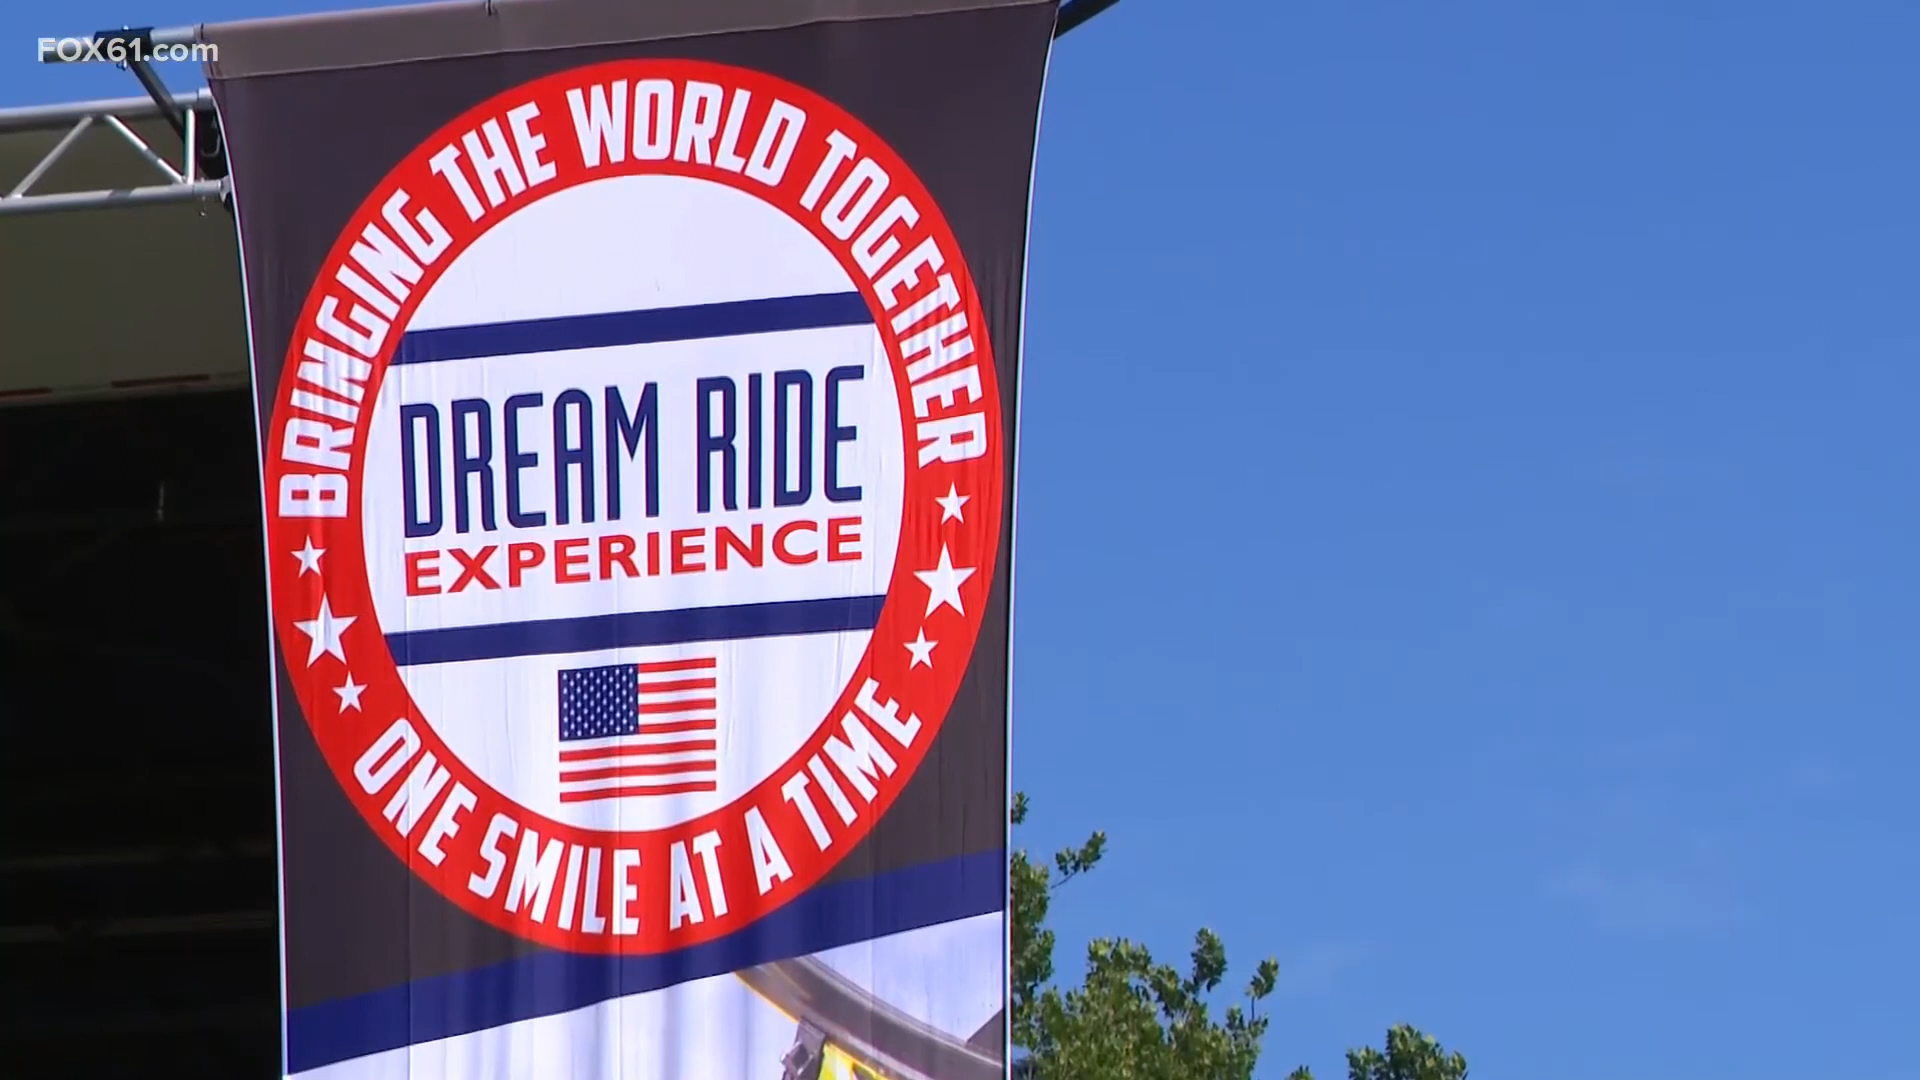 FOX61.com
BRINGING THE WORLD TOGETHER
DREAM RIDE
EXPERIENCE
ONE SMILE AT A TIME